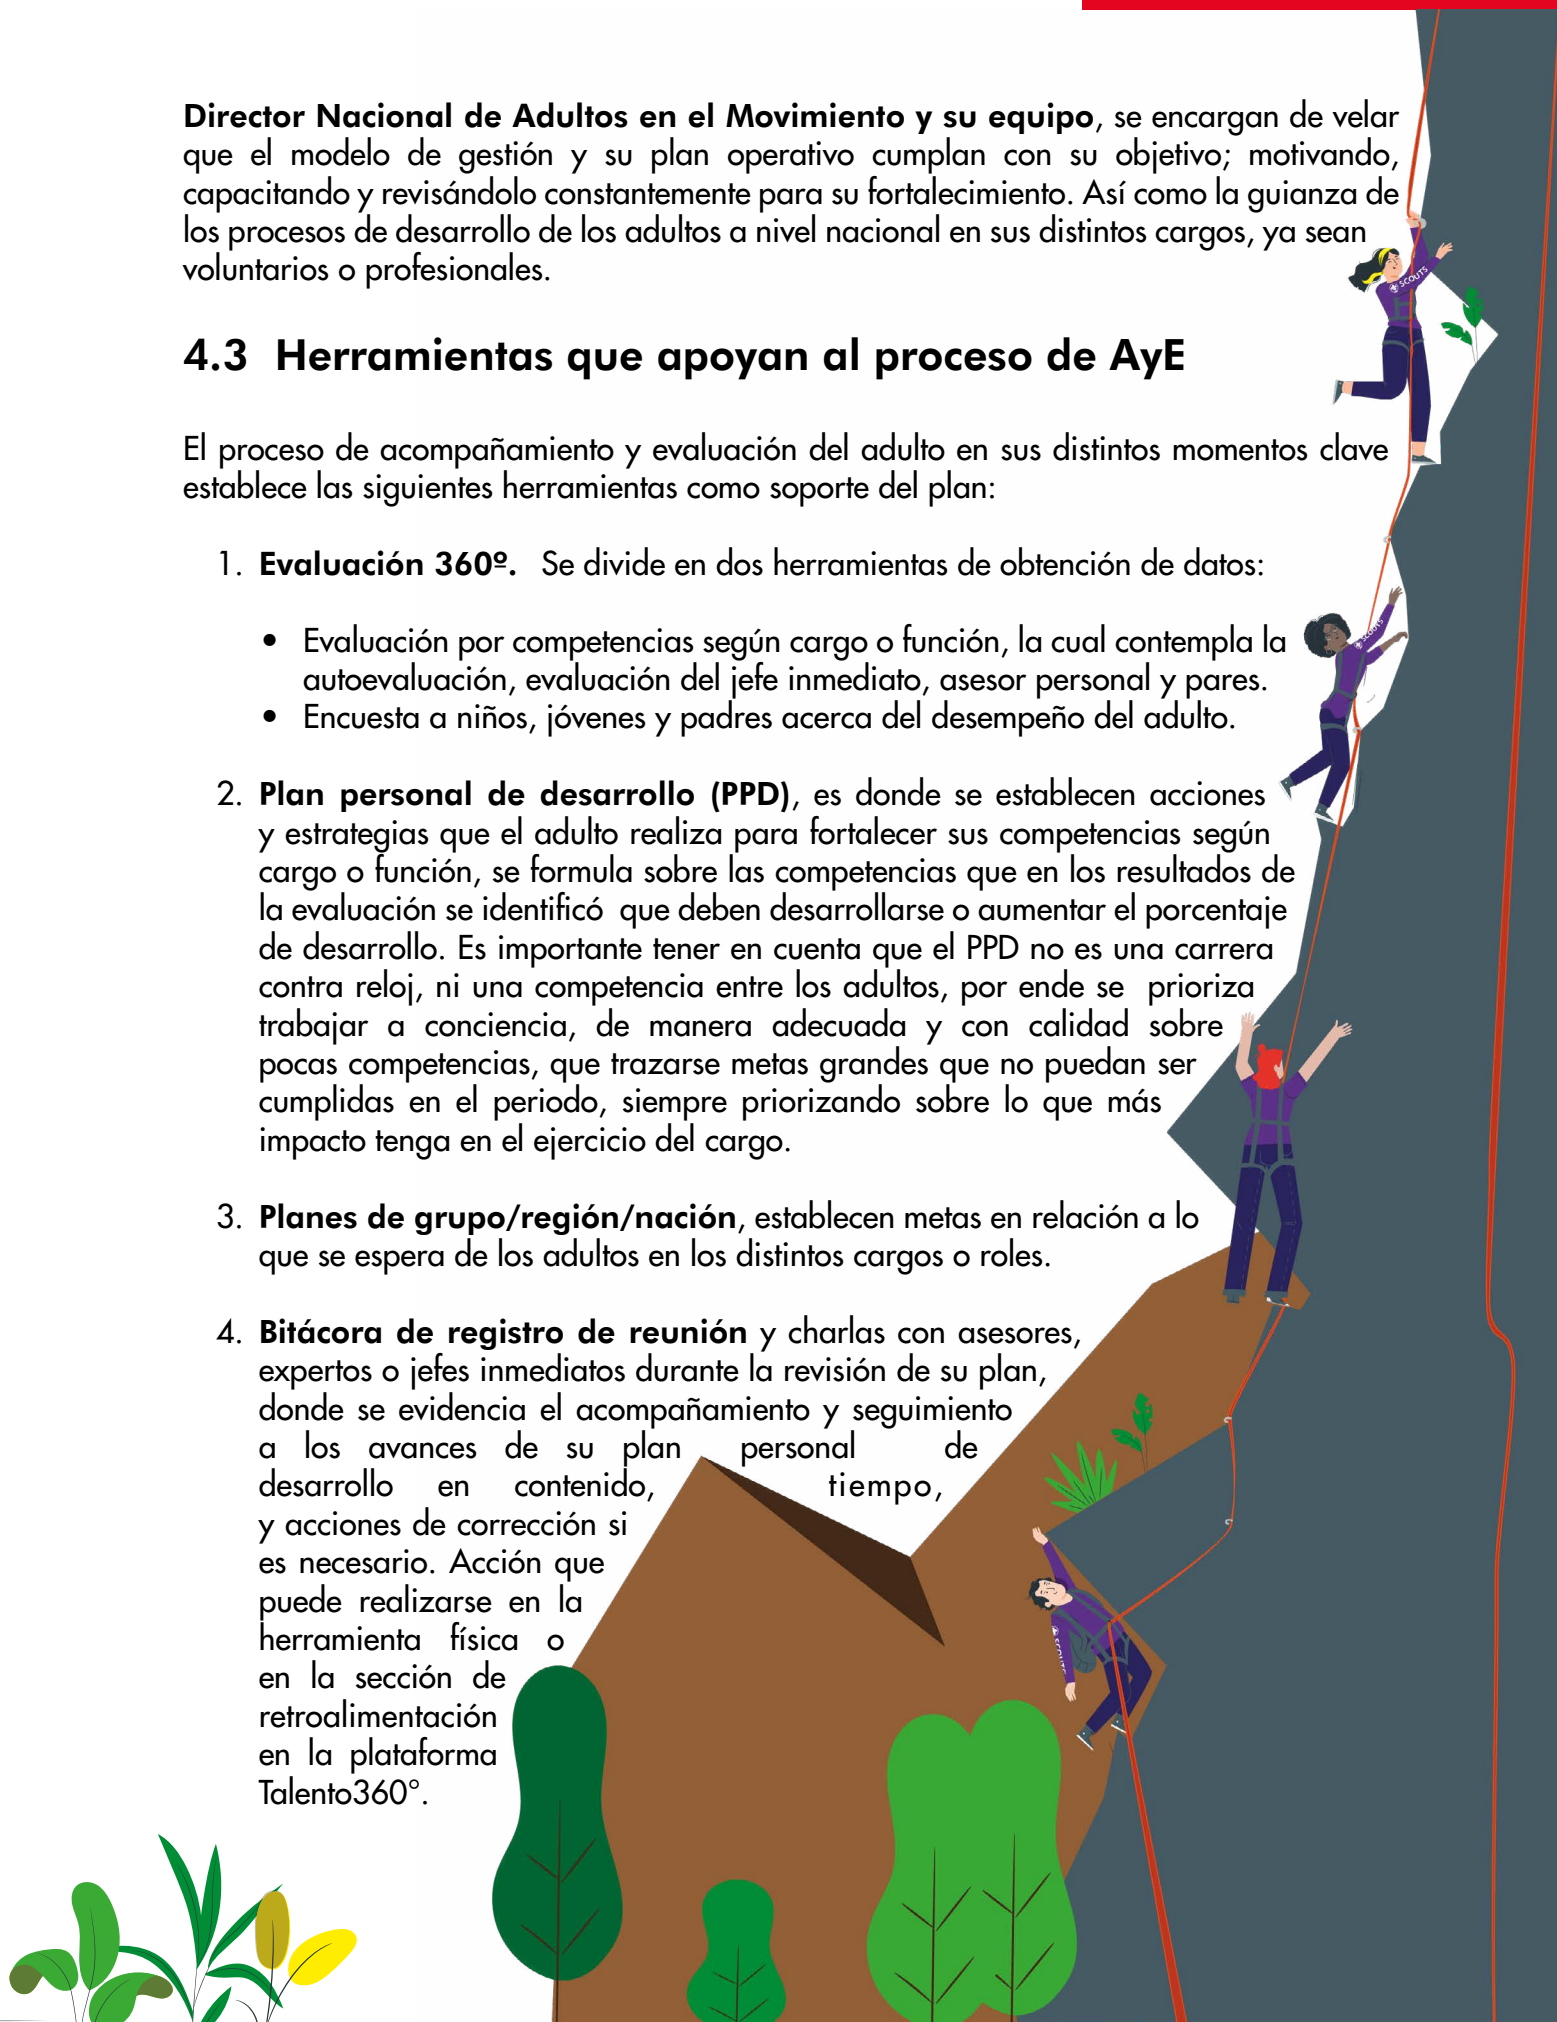 Director Nacional de Adultos en el Movimiento y su equipo, se encargan de velar
que el modelo de gestión y su plan operativo cumplan con su objetivo; motivando,
capacitando y revisándolo constantemente para su fortalecimiento. Así como la guianza de
los procesos de desarrollo de los adultos a nivel nacional en sus distintos cargos, ya sean
voluntarios o profesionales.
SCOUTS
4.3 Herramientas que apoyan al proceso de AyE
El proceso de acompañamiento y evaluación del adulto en sus distintos momentos clave
establece las siguientes herramientas como soporte del plan:
1. Evaluación 360º. Se divide en dos herramientas de obtención de datos:
• Evaluación por competencias según cargo o función, la cual contempla la
autoevaluación, evaluación del jefe inmediato, asesor personal y pares.
• Encuesta a niños, jóvenes y padres acerca del desempeño del adulto.
SCOUTS
2. Plan personal de desarrollo (PPD), es donde se establecen acciones
y estrategias que el adulto realiza para fortalecer sus competencias según
cargo o función, se formula sobre las competencias que en los resultados de
la evaluación se identificó que deben desarrollarse o aumentar el porcentaje
de desarrollo. Es importante tener en cuenta que el PPD no es una carrera
contra reloj, ni una competencia entre los adultos, por ende se prioriza
trabajar a conciencia, de manera adecuada y con calidad sobre
pocas competencias, que trazarse metas grandes que no puedan ser
cumplidas en el periodo, siempre priorizando sobre lo que más
impacto tenga en el ejercicio del cargo.
3. Planes de grupo/región/nación, establecen metas en relación a lo
que se espera de los adultos en los distintos cargos o roles.
4. Bitácora de registro de reunión y charlas con asesores,
expertos o jefes inmediatos durante la revisión de su plan,
donde se evidencia el acompañamiento y seguimiento
a los avances de su plan personal de
desarrollo en contenido, tiempo,
y acciones de corrección si
es necesario. Acción que
puede realizarse en la
herramienta física o
en la sección de
retroalimentación
en la plataforma
Talento360°.
SCOUTS